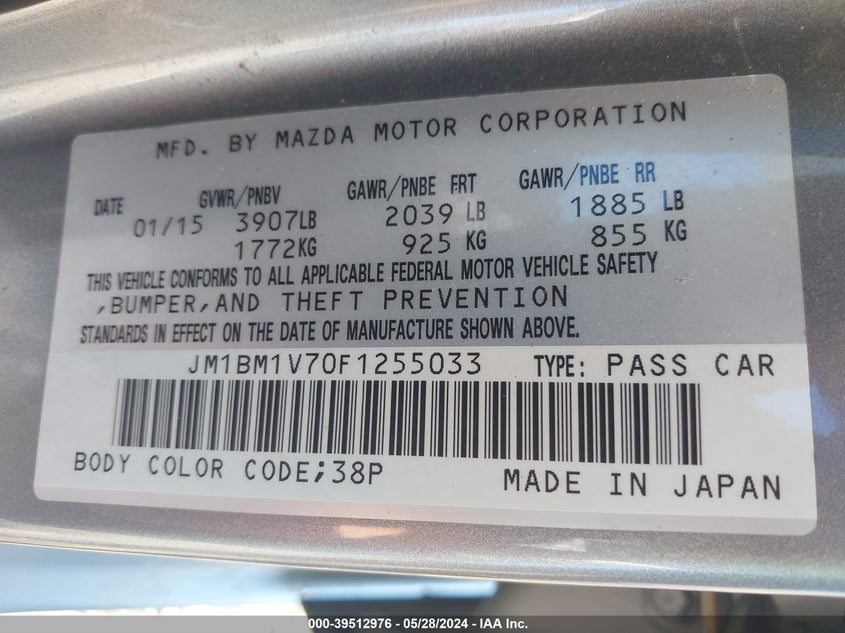 MFD. BY MAZDA MOTOR CORPORATION
DATE GVWR/PNBV GAWR/PNBE FRT GAWR/PNBE RR
01/15 3907LB 2039 LB 1885 LB
1772KG 925 KG 855 KG
THIS VEHICLE CONFORMS TO ALL APPLICABLE FEDERAL MOTOR VEHICLE SAFETY
,BUMPER,AND THEFT PREVENTION
STANDARDS IN EFFECT ON THE DATE OF MANUFACTURE SHOWN ABOVE.
JM1BM1V70F1255033 TYPE: PASS CAR
BODY COLOR CODE;38P MADE IN JAPAN
000-39512976 / 05/28/2024 - IAA Inc.